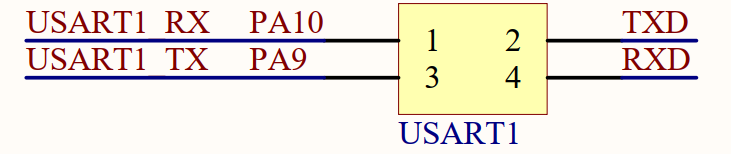 USART1_RX PA10 1 2 TXD
USART1_TX PA9 3 4 RXD
USART1